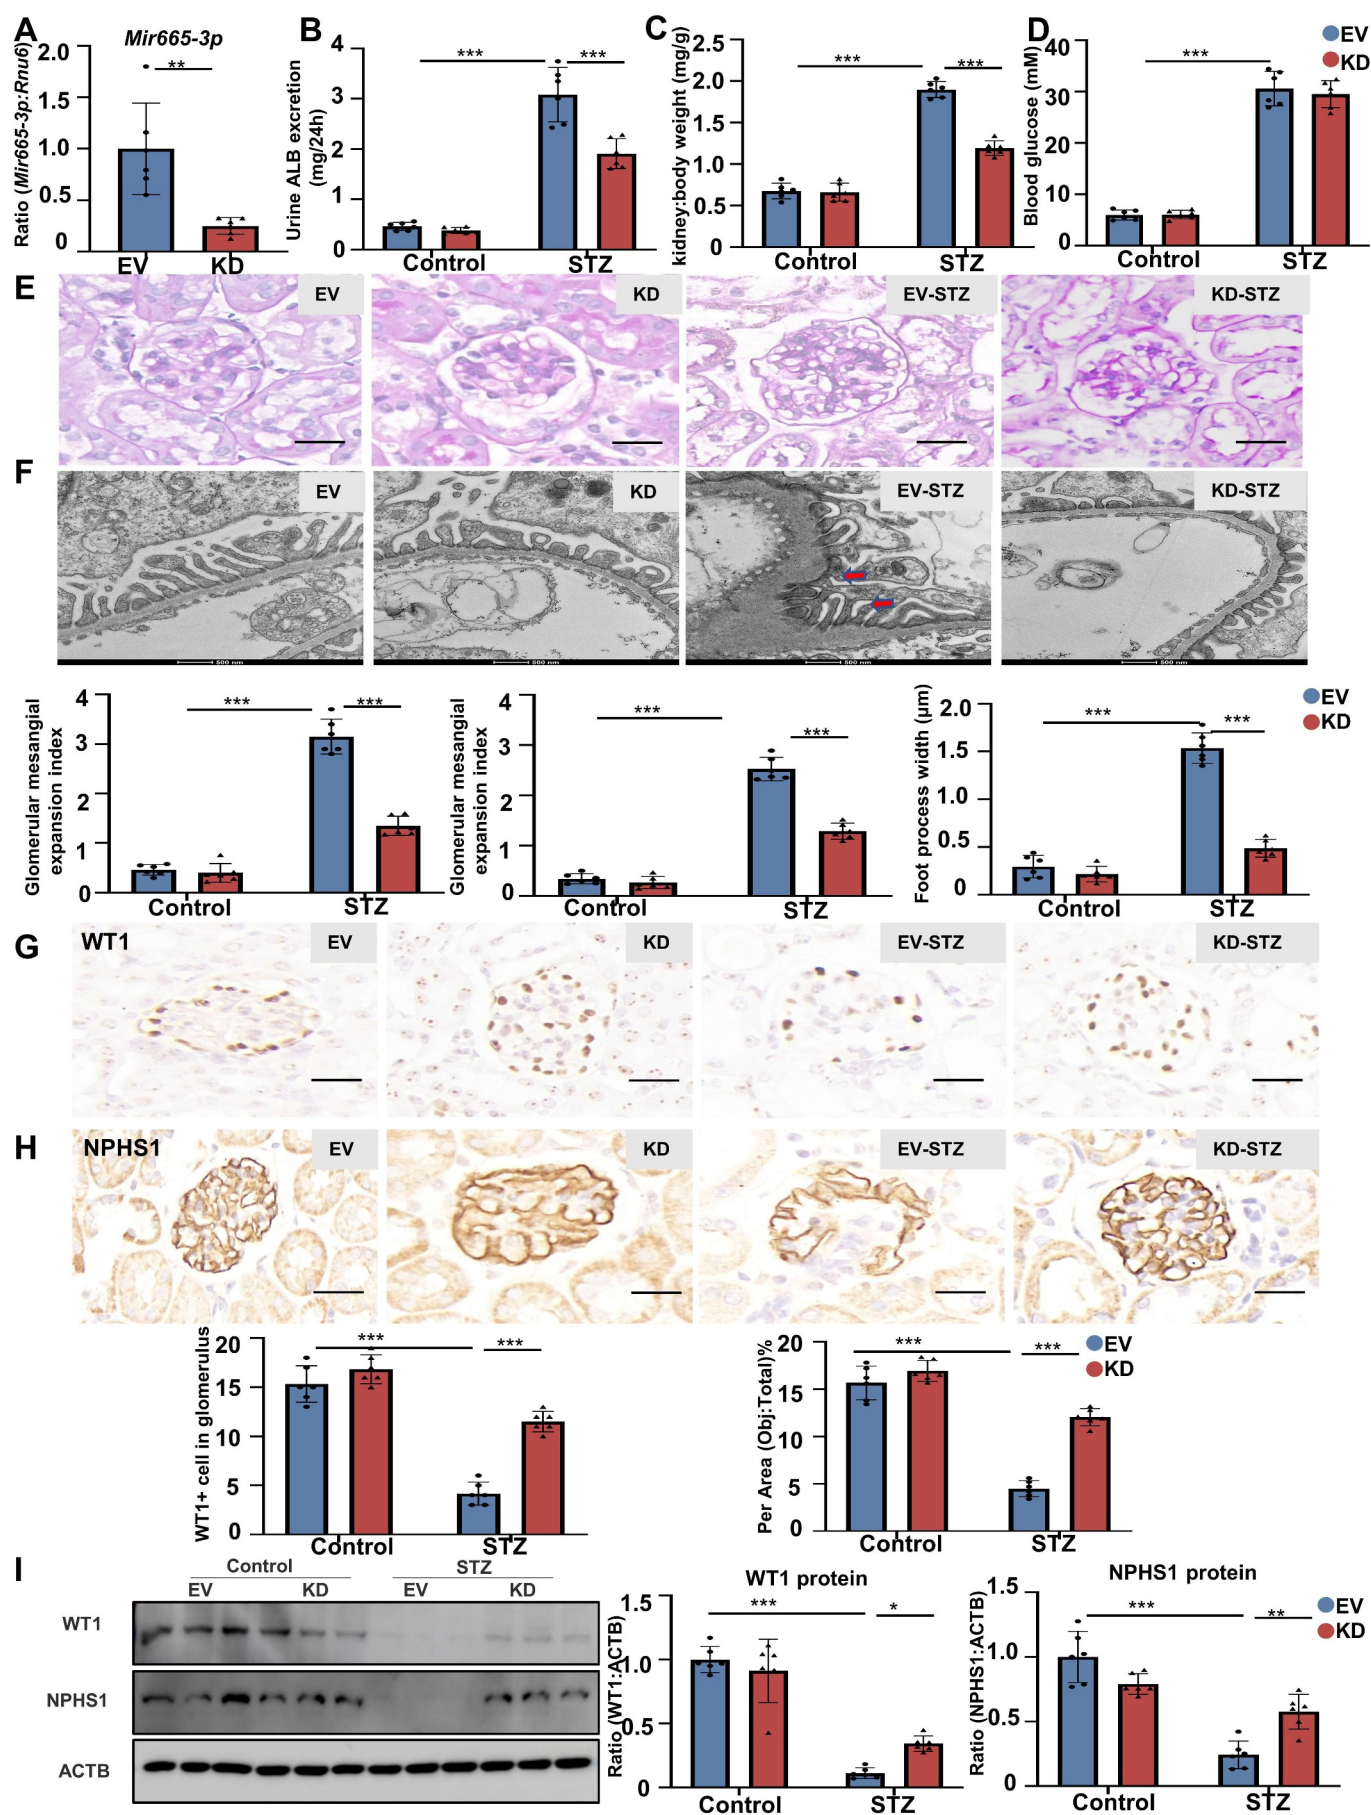 A
Mir665-3p
Ratio (Mir665-3p:Rnu6)
2.0
1.5
1.0
0.5
0
**
EV
KD
B
Urine ALB excretion
(mg/24h)
4
3
2
1
0
***
***
Control
STZ
C
kidney:body weight (mg/g)
2.5
2.0
1.5
1.0
0.5
0
***
***
Control
STZ
D
Blood glucose (mM)
40
30
20
10
0
***
Control
STZ
EV
KD
E
EV
KD
EV-STZ
KD-STZ
F
EV
KD
EV-STZ
KD-STZ
500 nm
500 nm
500 nm
500 nm
Glomerular mesangial
expansion index
4
3
2
1
0
***
***
Control
STZ
Glomerular mesangial
expansion index
4
3
2
1
0
***
***
Control
STZ
Foot process width (μm)
2.0
1.5
1.0
0.5
0
***
***
Control
STZ
EV
KD
G
WT1
EV
KD
EV-STZ
KD-STZ
H
NPHS1
EV
KD
EV-STZ
KD-STZ
WT1+ cell in glomerulus
20
15
10
5
0
***
***
Control
STZ
Per Area (Obj:Total)%
20
15
10
5
0
***
***
Control
STZ
EV
KD
I
Control
STZ
EV
KD
EV
KD
WT1
NPHS1
ACTB
WT1 protein
Ratio (WT1:ACTB)
1.5
1.0
0.5
0
***
*
Control
STZ
NPHS1 protein
Ratio (NPHS1:ACTB)
1.5
1.0
0.5
0
***
**
Control
STZ
EV
KD